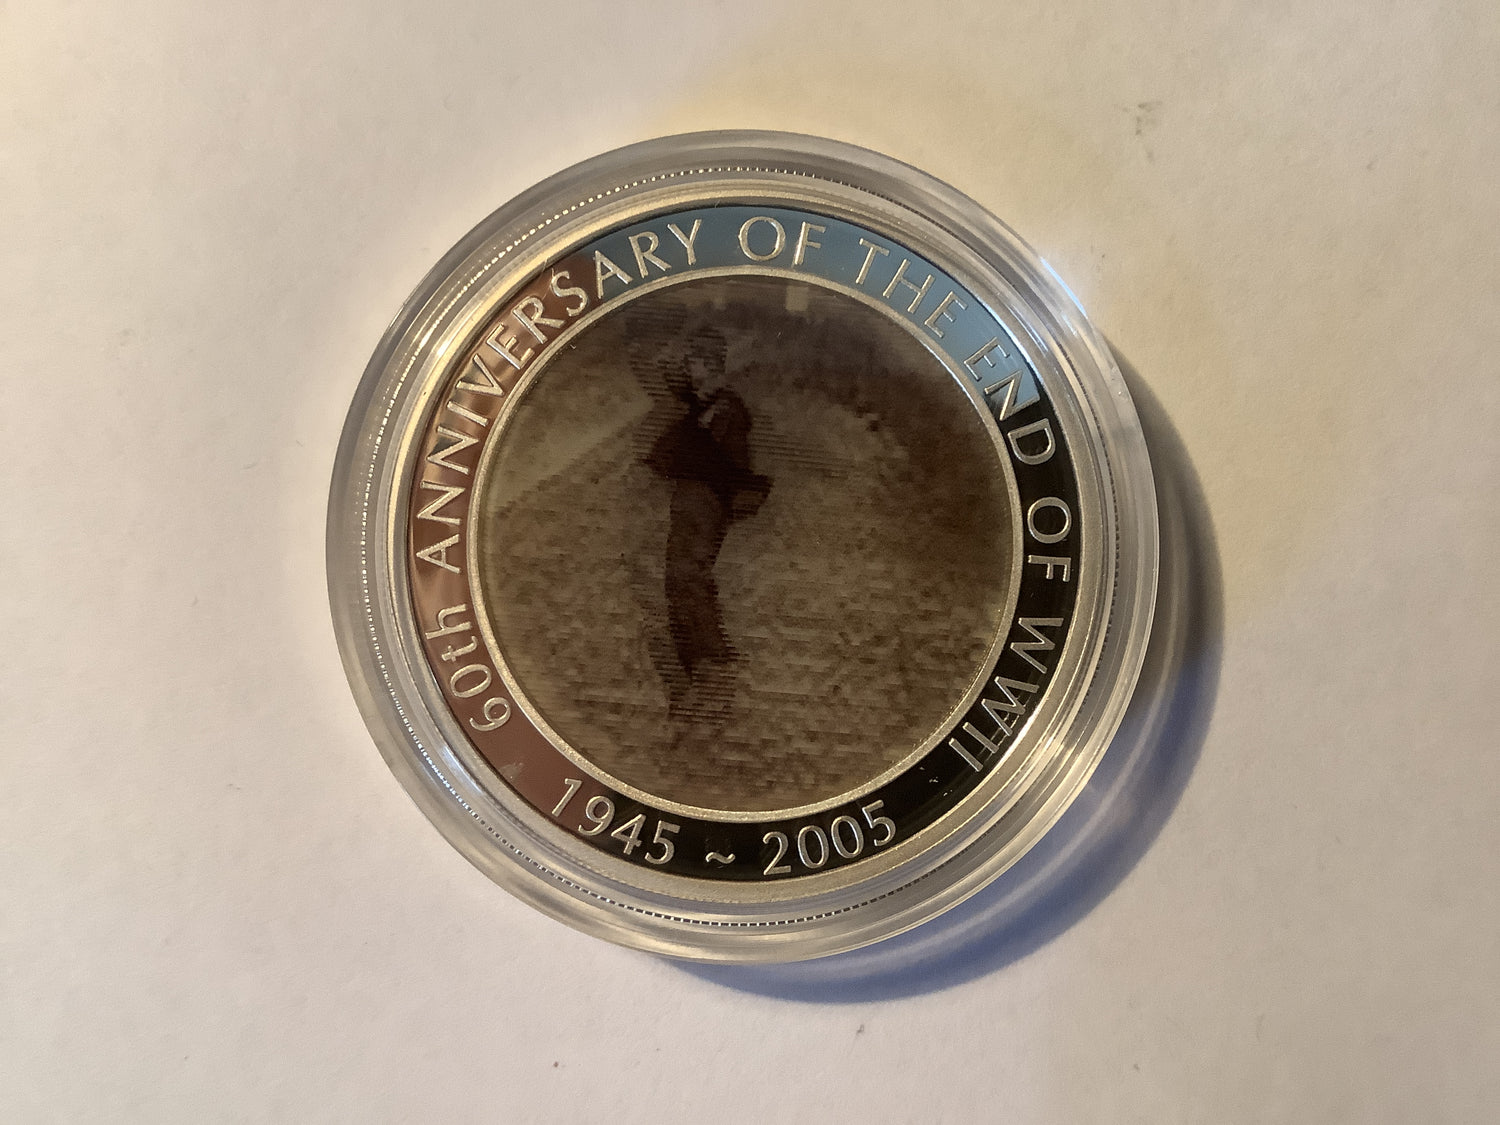 60th ANNIVERSARY OF THE END OF WWII
1945 ~ 2005